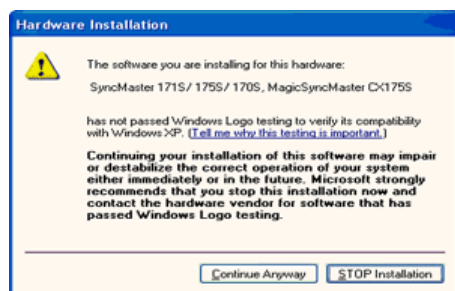 Hardware Installation
The software you are installing for this hardware:
SyncMaster 171S/ 175S/ 170S, MagicSyncMaster CX175S
has not passed Windows Logo testing to verify its compatibility
with Windows XP. (Tell me why this testing is important.)
Continuing your installation of this software may impair
or destabilize the correct operation of your system
either immediately or in the future. Microsoft strongly
recommends that you stop this installation now and
contact the hardware vendor for software that has
passed Windows Logo testing.
Continue Anyway
STOP Installation